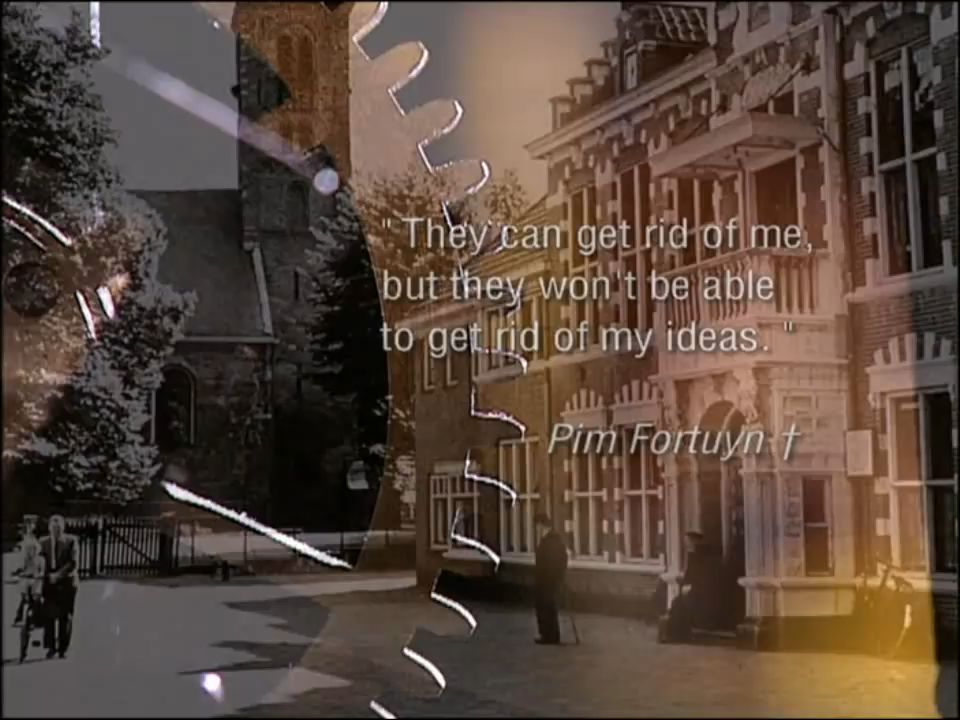 " They can get rid of me,
but they won't be able
to get rid of my ideas. "
Pim Fortuyn †